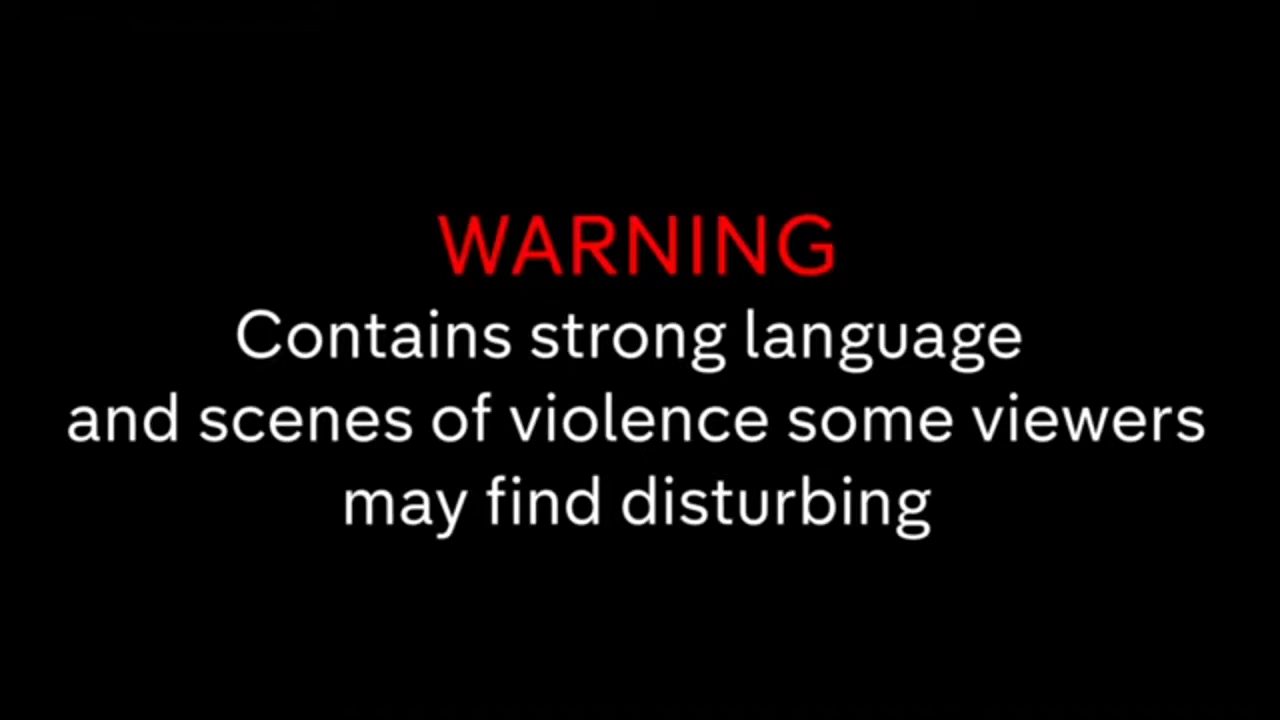 WARNING
Contains strong language
and scenes of violence some viewers
may find disturbing